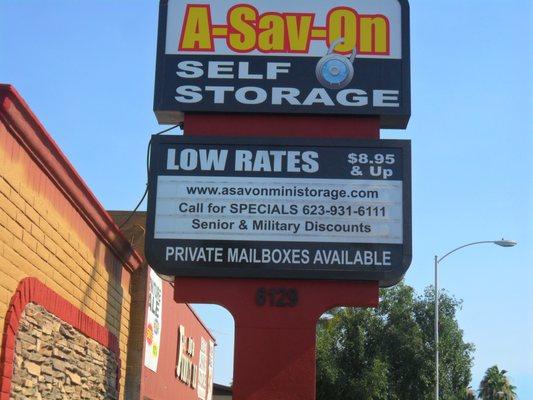 A-Sav-On
SELF
STORAGE
LOW RATES
$8.95
& Up
www.asavonministorage.com
Call for SPECIALS 623-931-6111
Senior & Military Discounts
PRIVATE MAILBOXES AVAILABLE
6129